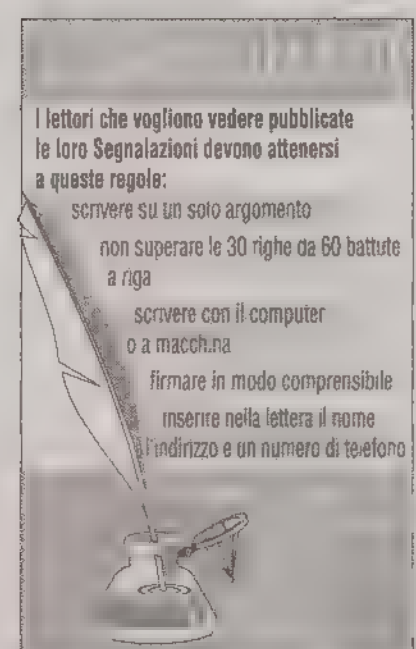 I lettori che vogliono vedere pubblicate
le loro Segnalazioni devono attenersi
a queste regole:
scrivere su un solo argomento
non superare le 30 righe da 60 battute
a riga
scrivere con il computer
o a macchina
firmare in modo comprensibile
inserire nella lettera il nome
l'indirizzo e un numero di telefono